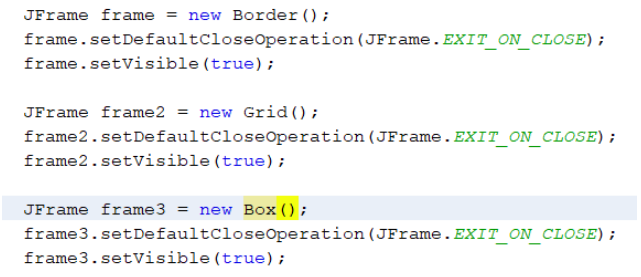 JFrame frame = new Border();
frame.setDefaultCloseOperation(JFrame.EXIT_ON_CLOSE);
frame.setVisible(true);
JFrame frame2 = new Grid();
frame2.setDefaultCloseOperation(JFrame.EXIT_ON_CLOSE);
frame2.setVisible(true);
JFrame frame3 = new Box();
frame3.setDefaultCloseOperation(JFrame.EXIT_ON_CLOSE);
frame3.setVisible(true);